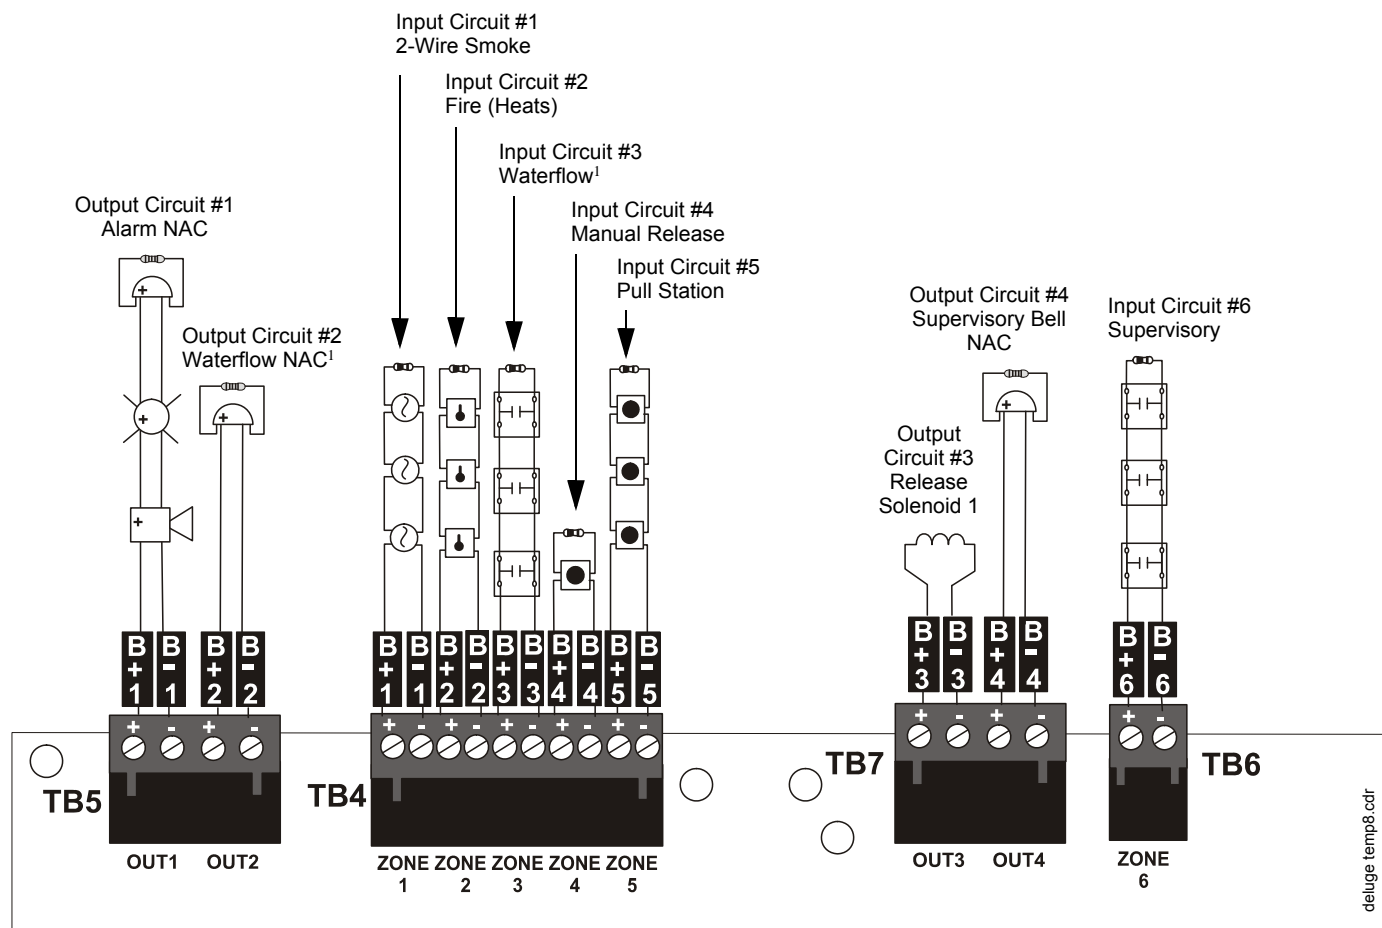 Input Circuit #1
2-Wire Smoke
Input Circuit #2
Fire (Heats)
Input Circuit #3
Waterflow1
Input Circuit #4
Manual Release
Input Circuit #5
Pull Station
Output Circuit #1
Alarm NAC
Output Circuit #2
Waterflow NAC1
Output Circuit #4
Supervisory Bell
NAC
Input Circuit #6
Supervisory
Output
Circuit #3
Release
Solenoid 1
+
+
+
+
+
B+1 B-1 B+2 B-2
B+1 B-1 B+2 B-2 B+3 B-3 B+4 B-4 B+5 B-5
B+3 B-3 B+4 B-4
B+6 B-6
+ - + -
+ - + - + - + - + -
+ - + -
+ -
TB5
TB4
TB7
TB6
OUT1 OUT2
ZONE 1
ZONE 2
ZONE 3
ZONE 4
ZONE 5
OUT3 OUT4
ZONE 6
deluge temp8.cdr